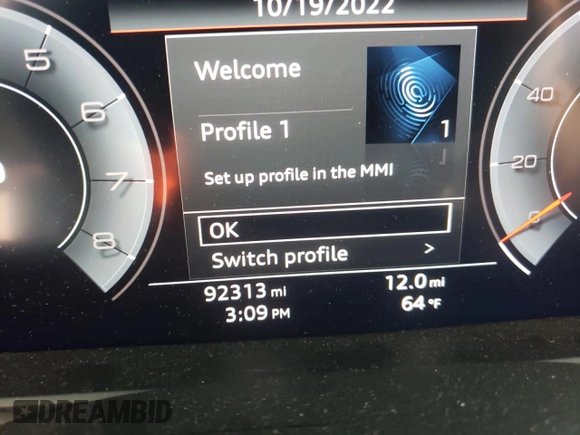 10/19/2022
Welcome
Profile 1
1
Set up profile in the MMI
OK
Switch profile >
92313 mi
12.0 mi
3:09 PM
64 °F
5
6
7
8
40
20
0
DREAMBID